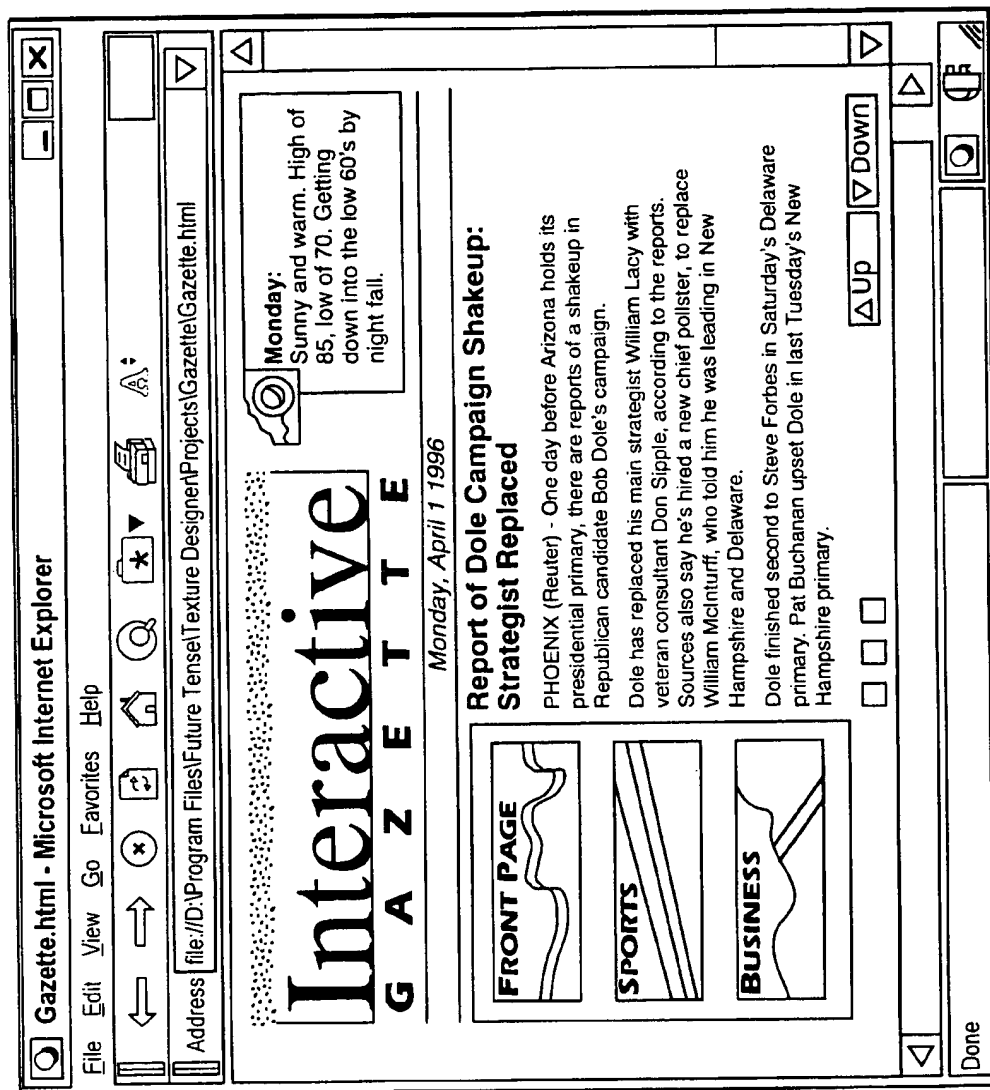 Gazette.html - Microsoft Internet Explorer
File Edit View Go Favorites Help
Address file://D:\Program Files\Future Tense\Texture Designer\Projects\Gazette\Gazette.html
Interactive
GAZETTE
Monday:
Sunny and warm. High of
85, low of 70. Getting
down into the low 60's by
night fall.
Monday, April 1 1996
FRONT PAGE
SPORTS
BUSINESS
Report of Dole Campaign Shakeup:
Strategist Replaced
PHOENIX (Reuter) - One day before Arizona holds its
presidential primary, there are reports of a shakeup in
Republican candidate Bob Dole's campaign.
Dole has replaced his main strategist William Lacy with
veteran consultant Don Sipple, according to the reports.
Sources also say he's hired a new chief pollster, to replace
William McInturff, who told him he was leading in New
Hampshire and Delaware.
Dole finished second to Steve Forbes in Saturday's Delaware
primary. Pat Buchanan upset Dole in last Tuesday's New
Hampshire primary.
Up Down
Done